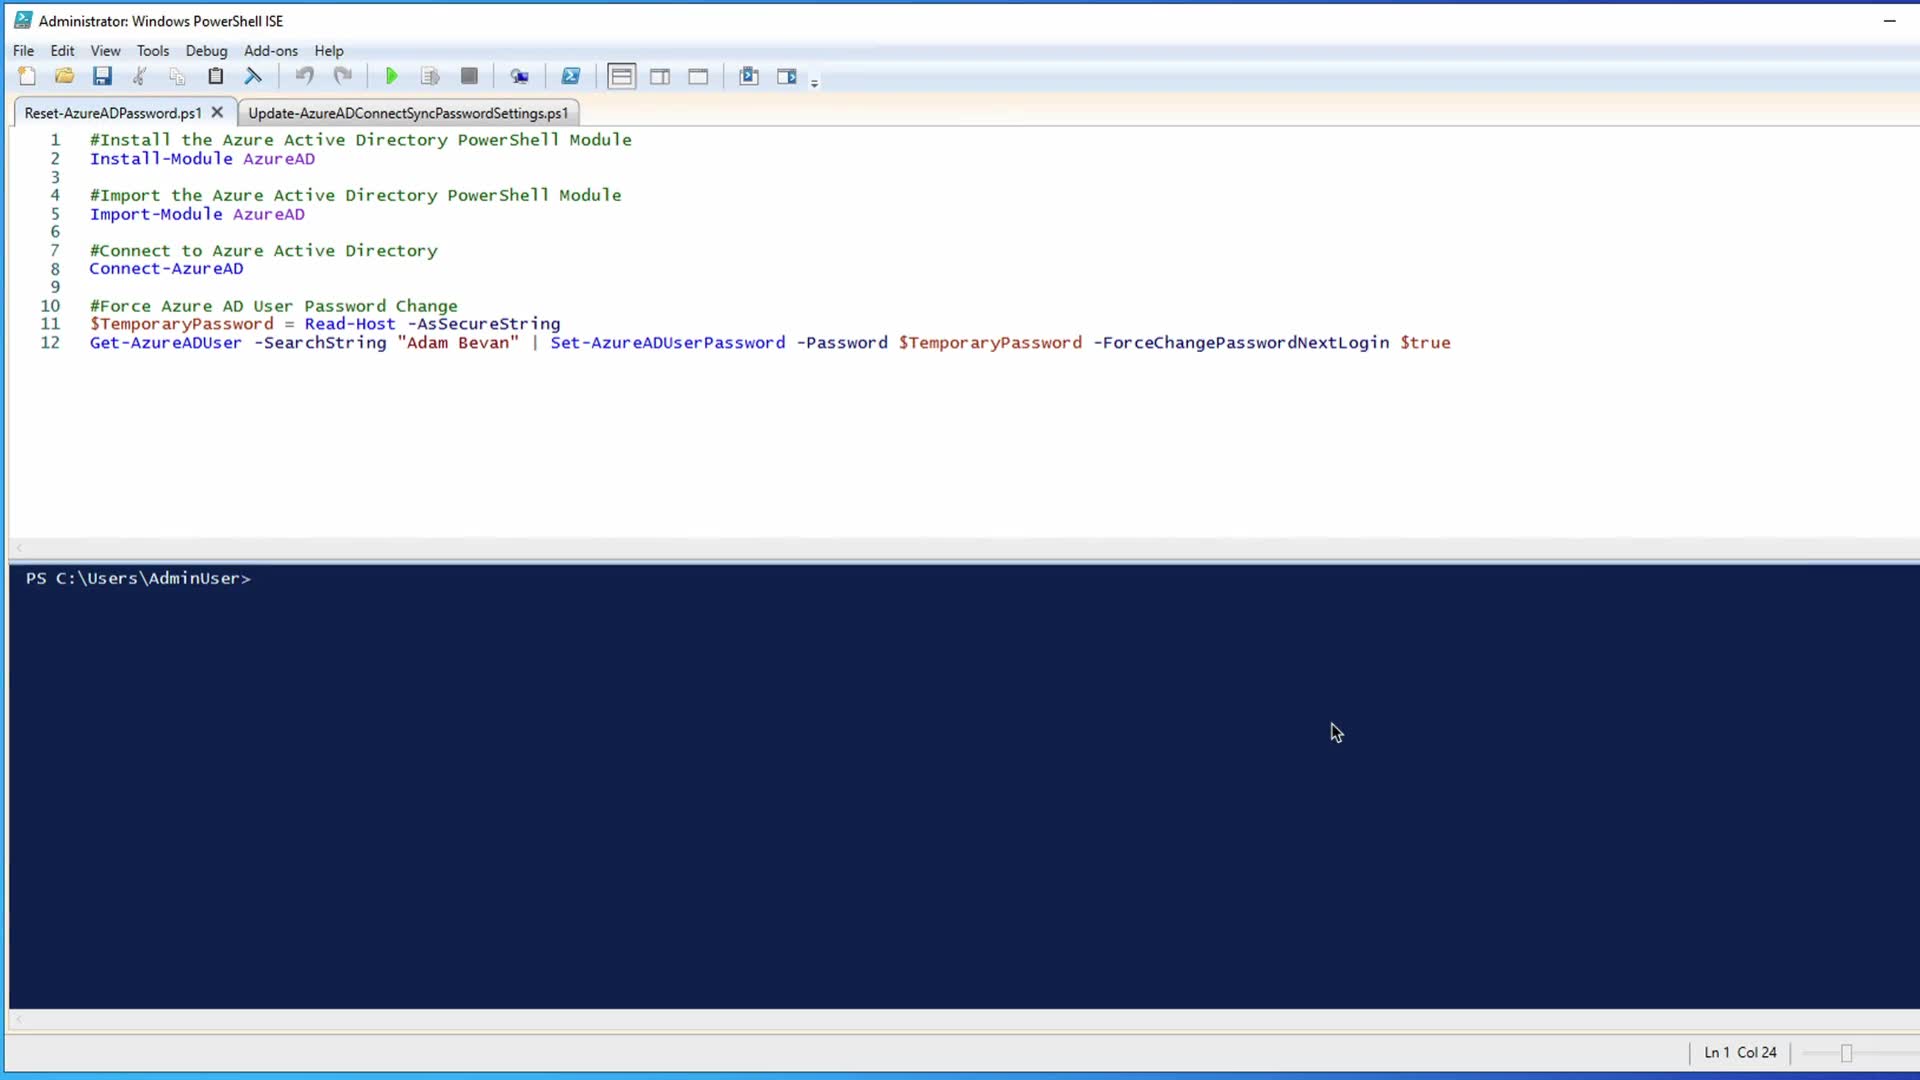 Administrator: Windows PowerShell ISE
File Edit View Tools Debug Add-ons Help
Reset-AzureADPassword.ps1 Update-AzureADConnectSyncPasswordSettings.ps1
1 #Install the Azure Active Directory PowerShell Module
2 Install-Module AzureAD
3
4 #Import the Azure Active Directory PowerShell Module
5 Import-Module AzureAD
6
7 #Connect to Azure Active Directory
8 Connect-AzureAD
9
10 #Force Azure AD User Password Change
11 $TemporaryPassword = Read-Host -AsSecureString
12 Get-AzureADUser -SearchString "Adam Bevan" | Set-AzureADUserPassword -Password $TemporaryPassword -ForceChangePasswordNextLogin $true
PS C:\Users\AdminUser>
Ln 1 Col 24